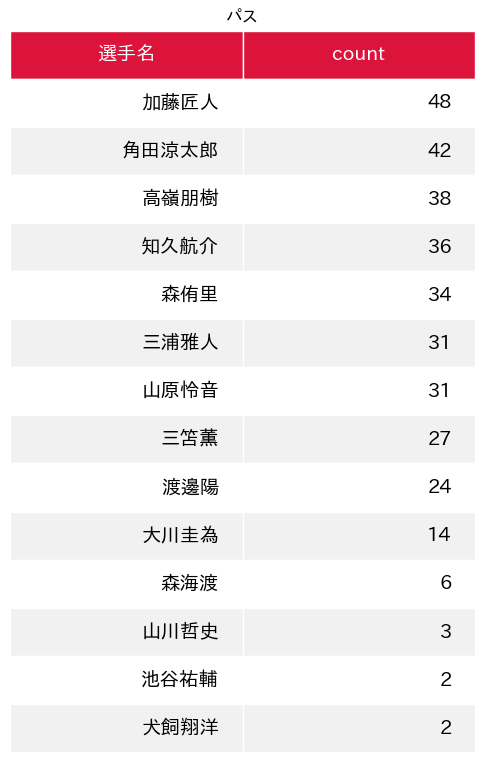 パス
選手名 count
加藤匠人 48
角田涼太郎 42
高嶺朋樹 38
知久航介 36
森侑里 34
三浦雅人 31
山原怜音 31
三笘薫 27
渡邊陽 24
大川圭為 14
森海渡 6
山川哲史 3
池谷祐輔 2
犬飼翔洋 2